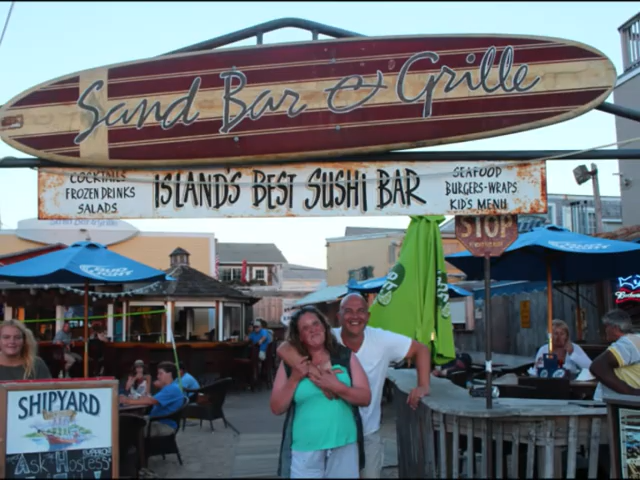 Sand Bar & Grille
COCKTAILS
FROZEN DRINKS
SALADS
ISLANDS BEST SUSHI BAR
SEAFOOD
BURGERS-WRAPS
KIDS MENU
STOP
SHIPYARD
ASK HOSTESS